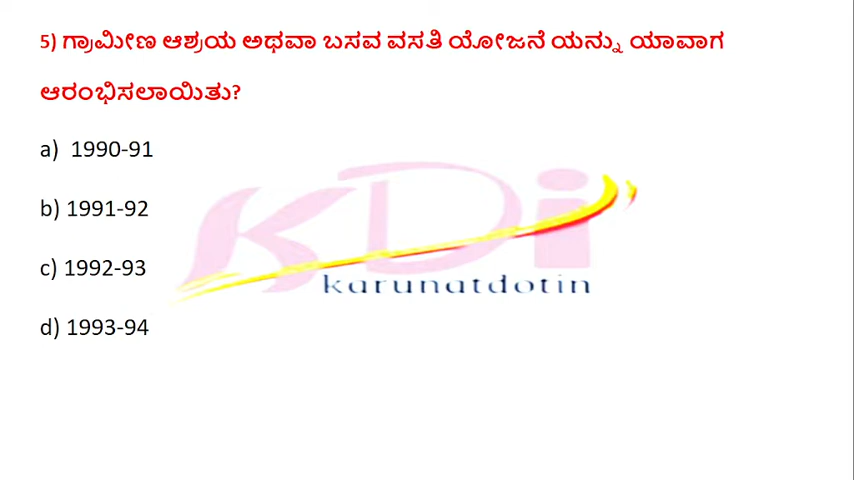 5) ಗ್ರಾಮೀಣ ಆಶ್ರಯ ಅಥವಾ ಬಸವ ವಸತಿ ಯೋಜನೆ ಯನ್ನು ಯಾವಾಗ
ಆರಂಭಿಸಲಾಯಿತು?
a) 1990-91
b) 1991-92
c) 1992-93
d) 1993-94
KDi
karunatdotin